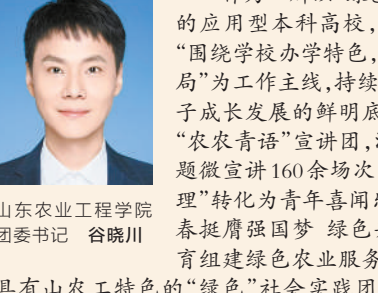 的应用型本科高校，
“围绕学校办学特色，
局”为工作主线，持续
子成长发展的鲜明底
“农农青语”宣讲团，
题微宣讲160余场次
理”转化为青年喜闻
春挺膺强国梦 绿色
育组建绿色农业服务
具有山农工特色的“绿色”社会实践团
山东农业工程学院
团委书记 谷晓川